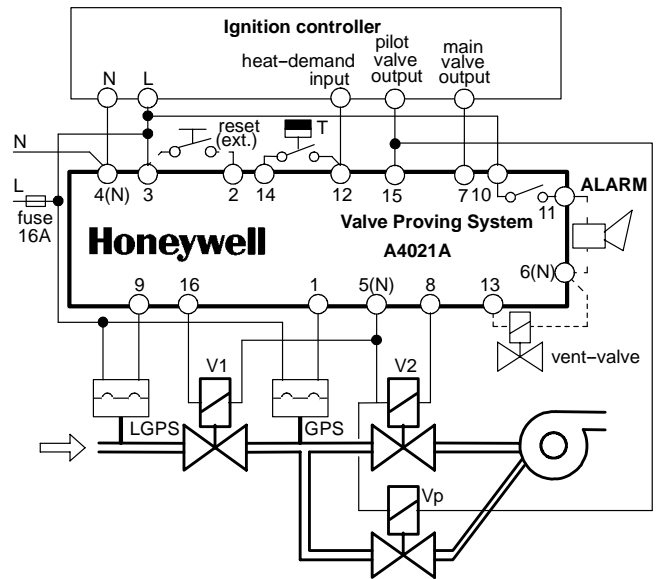 Ignition controller
pilot
valve
output
main
valve
output
heat-demand
input
N
L
N
reset
(ext.)
T
L
fuse
16A
4(N)
3
2
14
12
15
7
10
11
ALARM
Valve Proving System
A4021A
Honeywell
6(N)
9
16
1
5(N)
8
13
vent-valve
V1
V2
LGPS
GPS
Vp